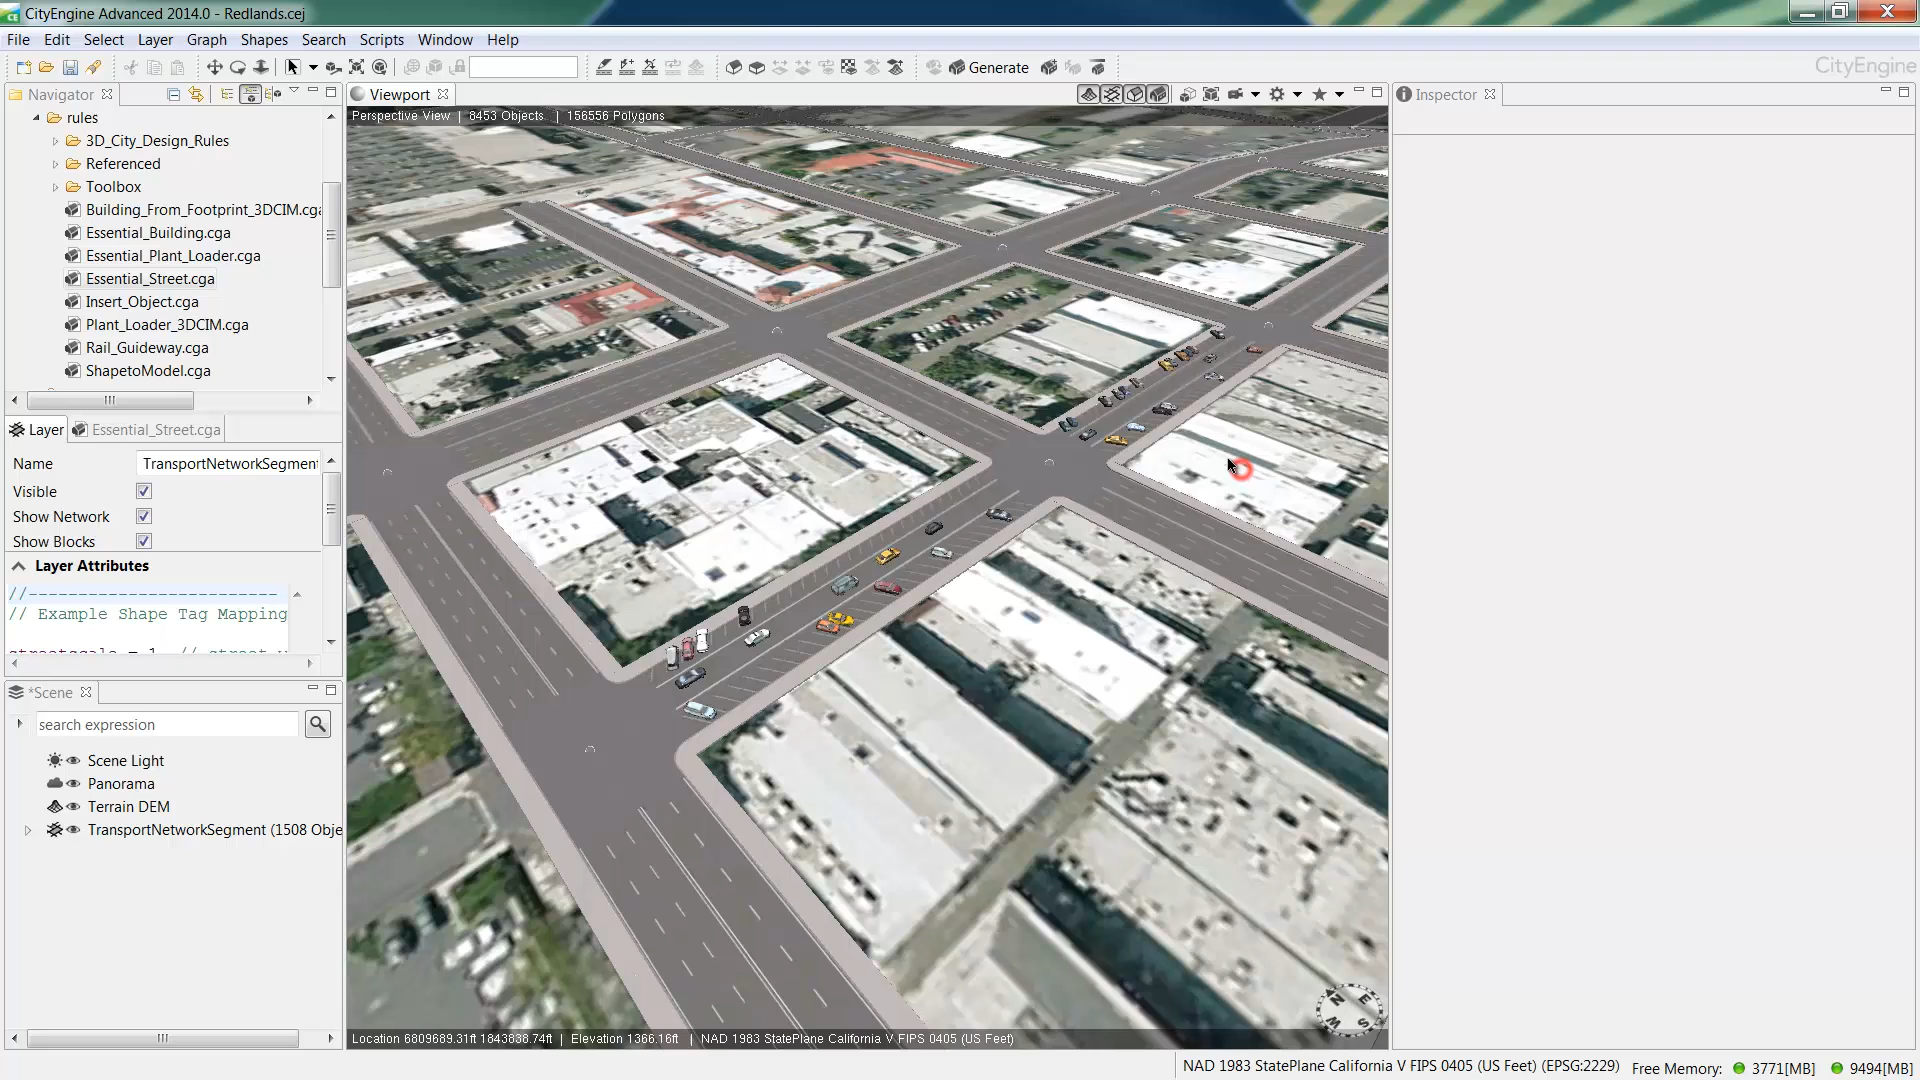 CityEngine Advanced 2014.0 - Redlands.cej
File Edit Select Layer Graph Shapes Search Scripts Window Help
Generate
CityEngine
Navigator
rules
3D_City_Design_Rules
Referenced
Toolbox
Building_From_Footprint_3DCIM.cga
Essential_Building.cga
Essential_Plant_Loader.cga
Essential_Street.cga
Insert_Object.cga
Plant_Loader_3DCIM.cga
Rail_Guideway.cga
ShapetoModel.cga
Layer Essential_Street.cga
Name TransportNetworkSegment
Visible
Show Network
Show Blocks
Layer Attributes
//-------------------------
// Example Shape Tag Mapping
*Scene
search expression
Scene Light
Panorama
Terrain DEM
TransportNetworkSegment (1508 Obje
Viewport
Perspective View | 8453 Objects | 156556 Polygons
N E S W
Location 6809689.31ft 1843838.74ft | Elevation 1366.16ft | NAD 1983 StatePlane California V FIPS 0405 (US Feet)
Inspector
NAD 1983 StatePlane California V FIPS 0405 (US Feet) (EPSG:2229) Free Memory: 3771[MB] 9494[MB]